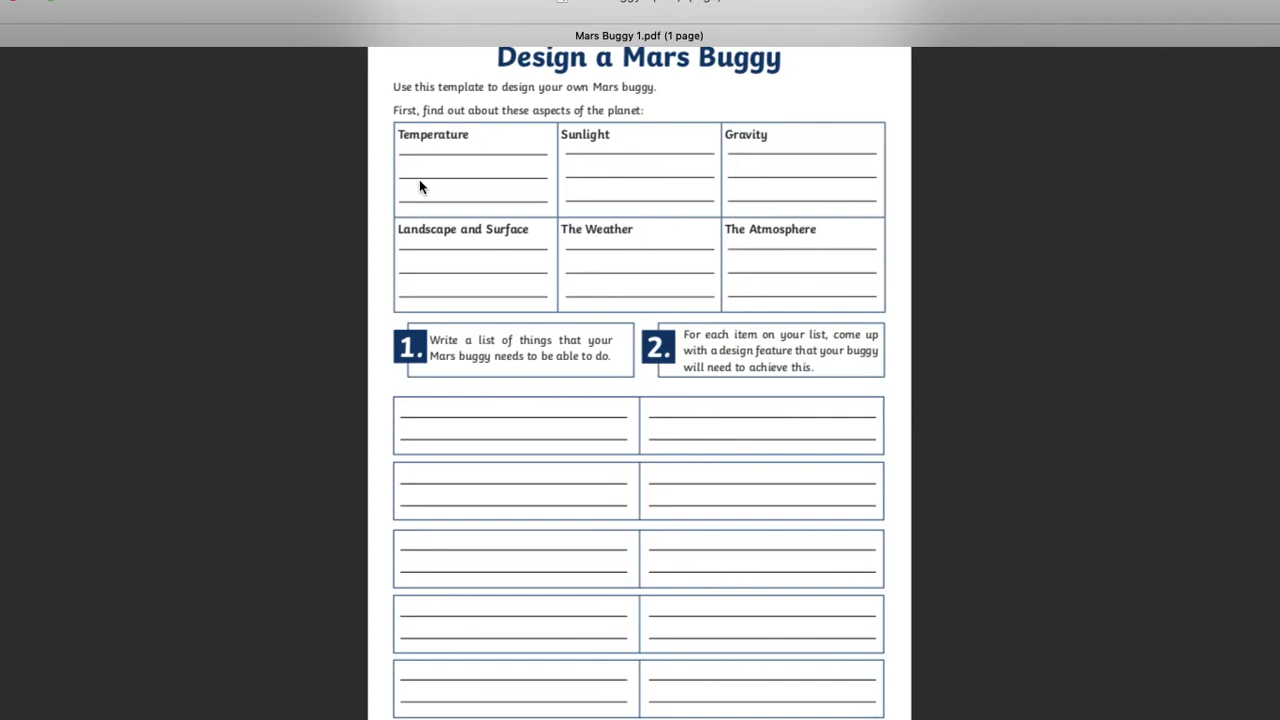 Mars Buggy 1.pdf (1 page)
Design a Mars Buggy
Use this template to design your own Mars buggy.
First, find out about these aspects of the planet:
Temperature
Sunlight
Gravity
Landscape and Surface
The Weather
The Atmosphere
1.
Write a list of things that your
Mars buggy needs to be able to do.
2.
For each item on your list, come up
with a design feature that your buggy
will need to achieve this.